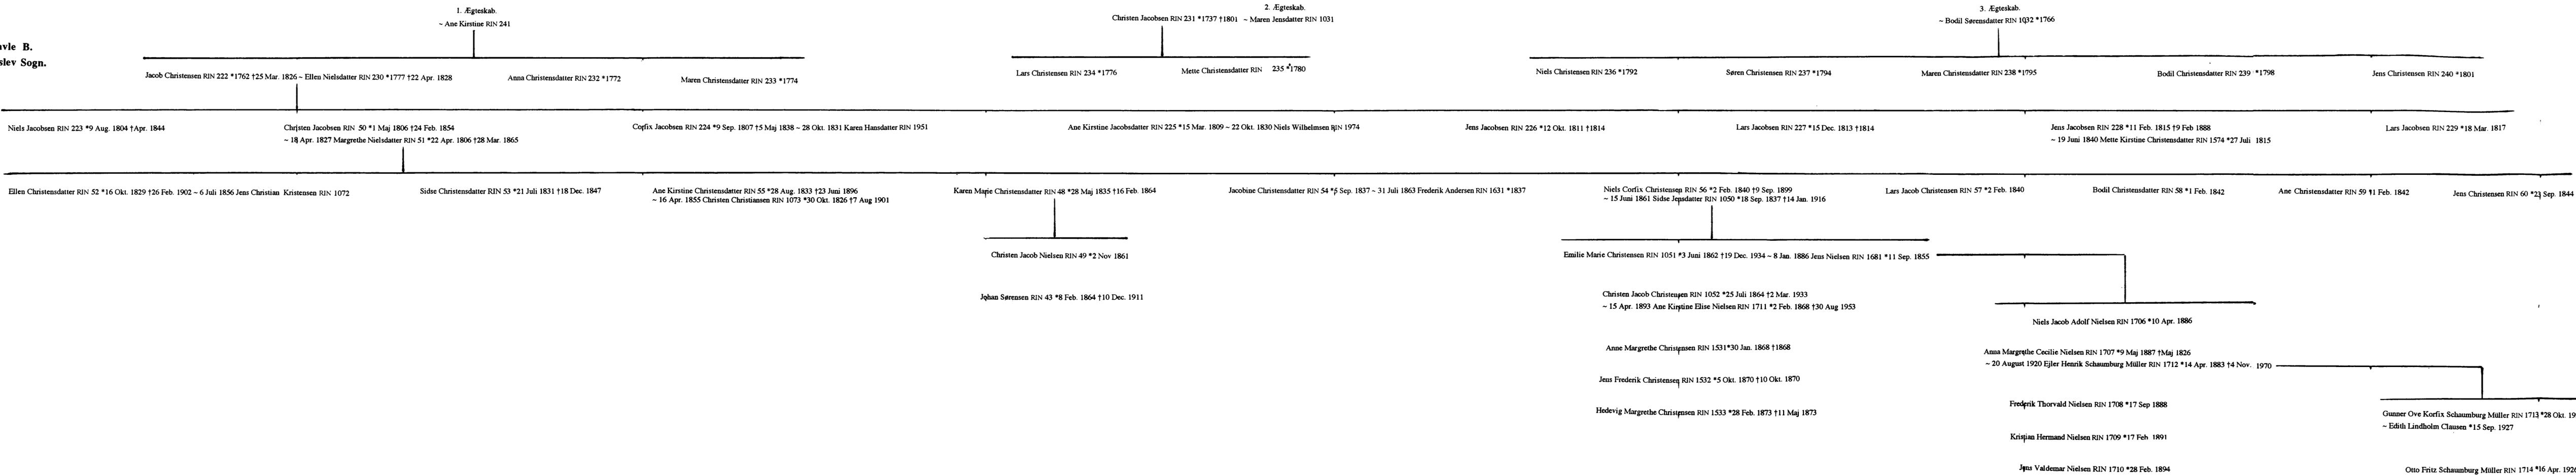 1. Ægteskab.
~ Ane Kirstine RIN 241
2. Ægteskab.
Christen Jacobsen RIN 231 *1737 †1801 ~ Maren Jensdatter RIN 1031
3. Ægteskab.
~ Bodil Sørensdatter RIN 1032 *1766
avle B.
slev Sogn.
Jacob Christensen RIN 222 *1762 †25 Mar. 1826 ~ Ellen Nielsdatter RIN 230 *1777 †22 Apr. 1828
Anna Christensdatter RIN 232 *1772
Maren Christensdatter RIN 233 *1774
Lars Christensen RIN 234 *1776
Mette Christensdatter RIN 235 *1780
Niels Christensen RIN 236 *1792
Søren Christensen RIN 237 *1794
Maren Christensdatter RIN 238 *1795
Bodil Christensdatter RIN 239 *1798
Jens Christensen RIN 240 *1801
Niels Jacobsen RIN 223 *9 Aug. 1804 †Apr. 1844
Christen Jacobsen RIN 50 *1 Maj 1806 †24 Feb. 1854
~ 18 Apr. 1827 Margrethe Nielsdatter RIN 51 *22 Apr. 1806 †28 Mar. 1865
Corfix Jacobsen RIN 224 *9 Sep. 1807 †5 Maj 1838 ~ 28 Okt. 1831 Karen Hansdatter RIN 1951
Ane Kirstine Jacobsdatter RIN 225 *15 Mar. 1809 ~ 22 Okt. 1830 Niels Wilhelmsen RIN 1974
Jens Jacobsen RIN 226 *12 Okt. 1811 †1814
Lars Jacobsen RIN 227 *15 Dec. 1813 †1814
Jens Jacobsen RIN 228 *11 Feb. 1815 †9 Feb 1888
~ 19 Juni 1840 Mette Kirstine Christensdatter RIN 1574 *27 Juli 1815
Lars Jacobsen RIN 229 *18 Mar. 1817
Ellen Christensdatter RIN 52 *16 Okt. 1829 †26 Feb. 1902 ~ 6 Juli 1856 Jens Christian Kristensen RIN 1072
Sidse Christensdatter RIN 53 *21 Juli 1831 †18 Dec. 1847
Ane Kirstine Christensdatter RIN 55 *28 Aug. 1833 †23 Juni 1896
~ 16 Apr. 1855 Christen Christiansen RIN 1073 *30 Okt. 1826 †7 Aug 1901
Karen Marie Christensdatter RIN 48 *28 Maj 1835 †16 Feb. 1864
Jacobine Christensdatter RIN 54 *5 Sep. 1837 ~ 31 Juli 1863 Frederik Andersen RIN 1631 *1837
Niels Corfix Christensen RIN 56 *2 Feb. 1840 †9 Sep. 1899
~ 15 Juni 1861 Sidse Jensdatter RIN 1050 *18 Sep. 1837 †14 Jan. 1916
Lars Jacob Christensen RIN 57 *2 Feb. 1840
Bodil Christensdatter RIN 58 *1 Feb. 1842
Ane Christensdatter RIN 59 *1 Feb. 1842
Jens Christensen RIN 60 *23 Sep. 1844
Christen Jacob Nielsen RIN 49 *2 Nov 1861
Emilie Marie Christensen RIN 1051 *3 Juni 1862 †19 Dec. 1934 ~ 8 Jan. 1886 Jens Nielsen RIN 1681 *11 Sep. 1855
Johan Sørensen RIN 43 *8 Feb. 1864 †10 Dec. 1911
Christen Jacob Christensen RIN 1052 *25 Juli 1864 †2 Mar. 1933
~ 15 Apr. 1893 Ane Kirstine Elise Nielsen RIN 1711 *2 Feb. 1868 †30 Aug 1953
Niels Jacob Adolf Nielsen RIN 1706 *10 Apr. 1886
Anne Margrethe Christensen RIN 1531*30 Jan. 1868 †1868
Anna Margrethe Cecilie Nielsen RIN 1707 *9 Maj 1887 †Maj 1826
~ 20 August 1920 Ejler Henrik Schaumburg Müller RIN 1712 *14 Apr. 1883 †4 Nov. 1970
Jens Frederik Christensen RIN 1532 *5 Okt. 1870 †10 Okt. 1870
Frederik Thorvald Nielsen RIN 1708 *17 Sep 1888
Hedevig Margrethe Christensen RIN 1533 *28 Feb. 1873 †11 Maj 1873
Gunner Ove Korfix Schaumburg Müller RIN 1713 *28 Okt. 19
~ Edith Lindholm Clausen *15 Sep. 1927
Kristian Hermand Nielsen RIN 1709 *17 Feb 1891
Jens Valdemar Nielsen RIN 1710 *28 Feb. 1894
Otto Fritz Schaumburg Müller RIN 1714 *16 Apr. 1926